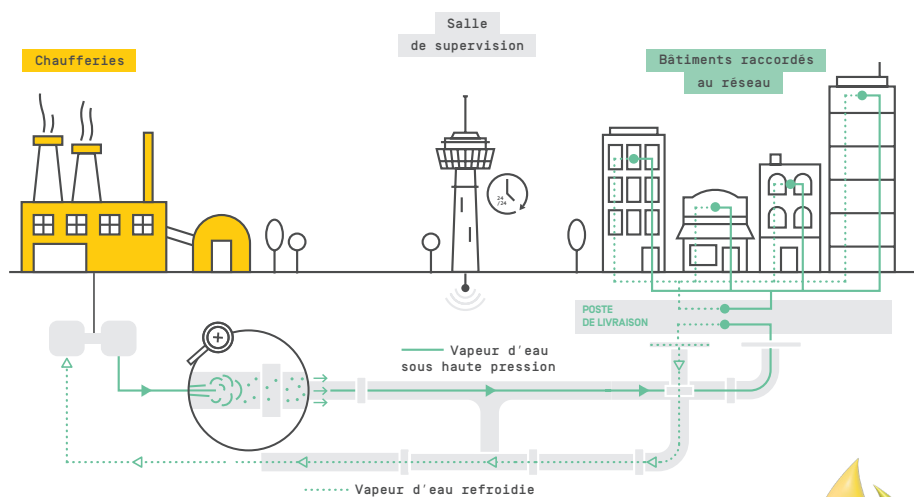 Salle
de supervision
Chaufferies
Bâtiments raccordés
au réseau
24
/24
POSTE
DE LIVRAISON
Vapeur d'eau
sous haute pression
Vapeur d'eau refroidie